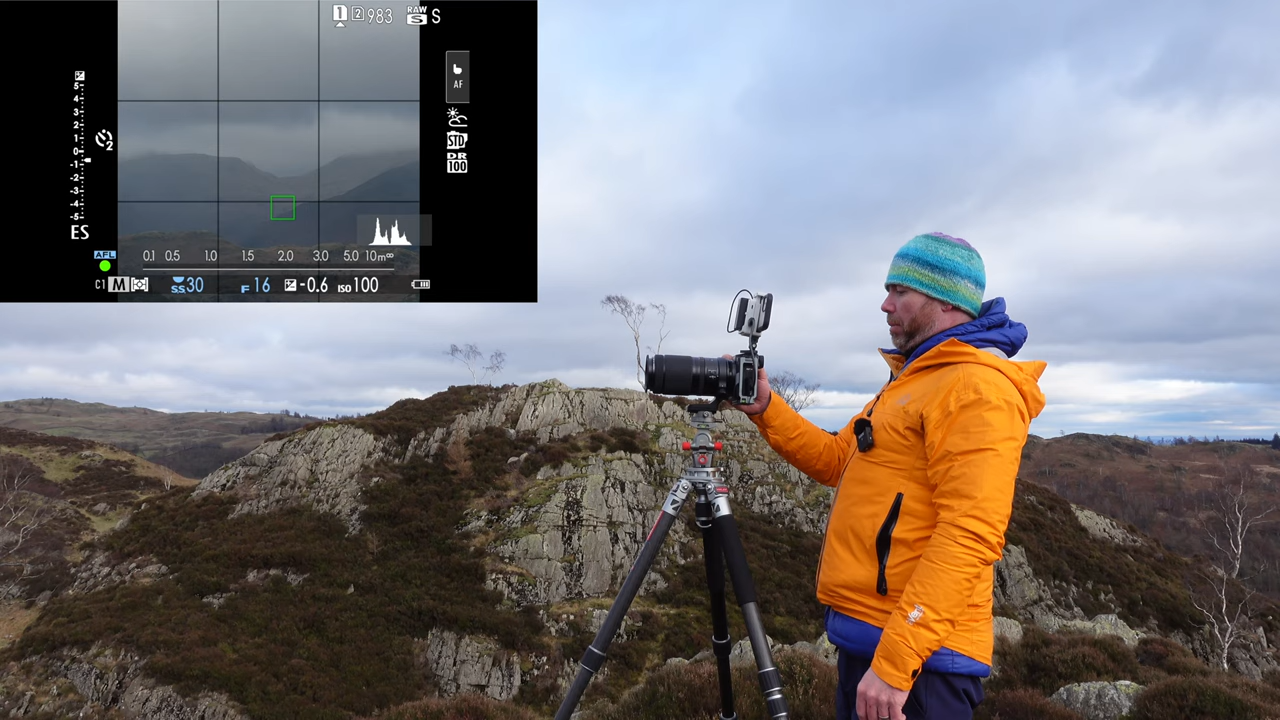 1 2 983 RAW S S
AF
STD
DR
100
5
4
3
2
1
0
-1
-2
-3
-4
-5
2
ES
AFL
0.1 0.5 1.0 1.5 2.0 3.0 5.0 10m∞
C1 M SS 30 F 16 -0.6 ISO 100